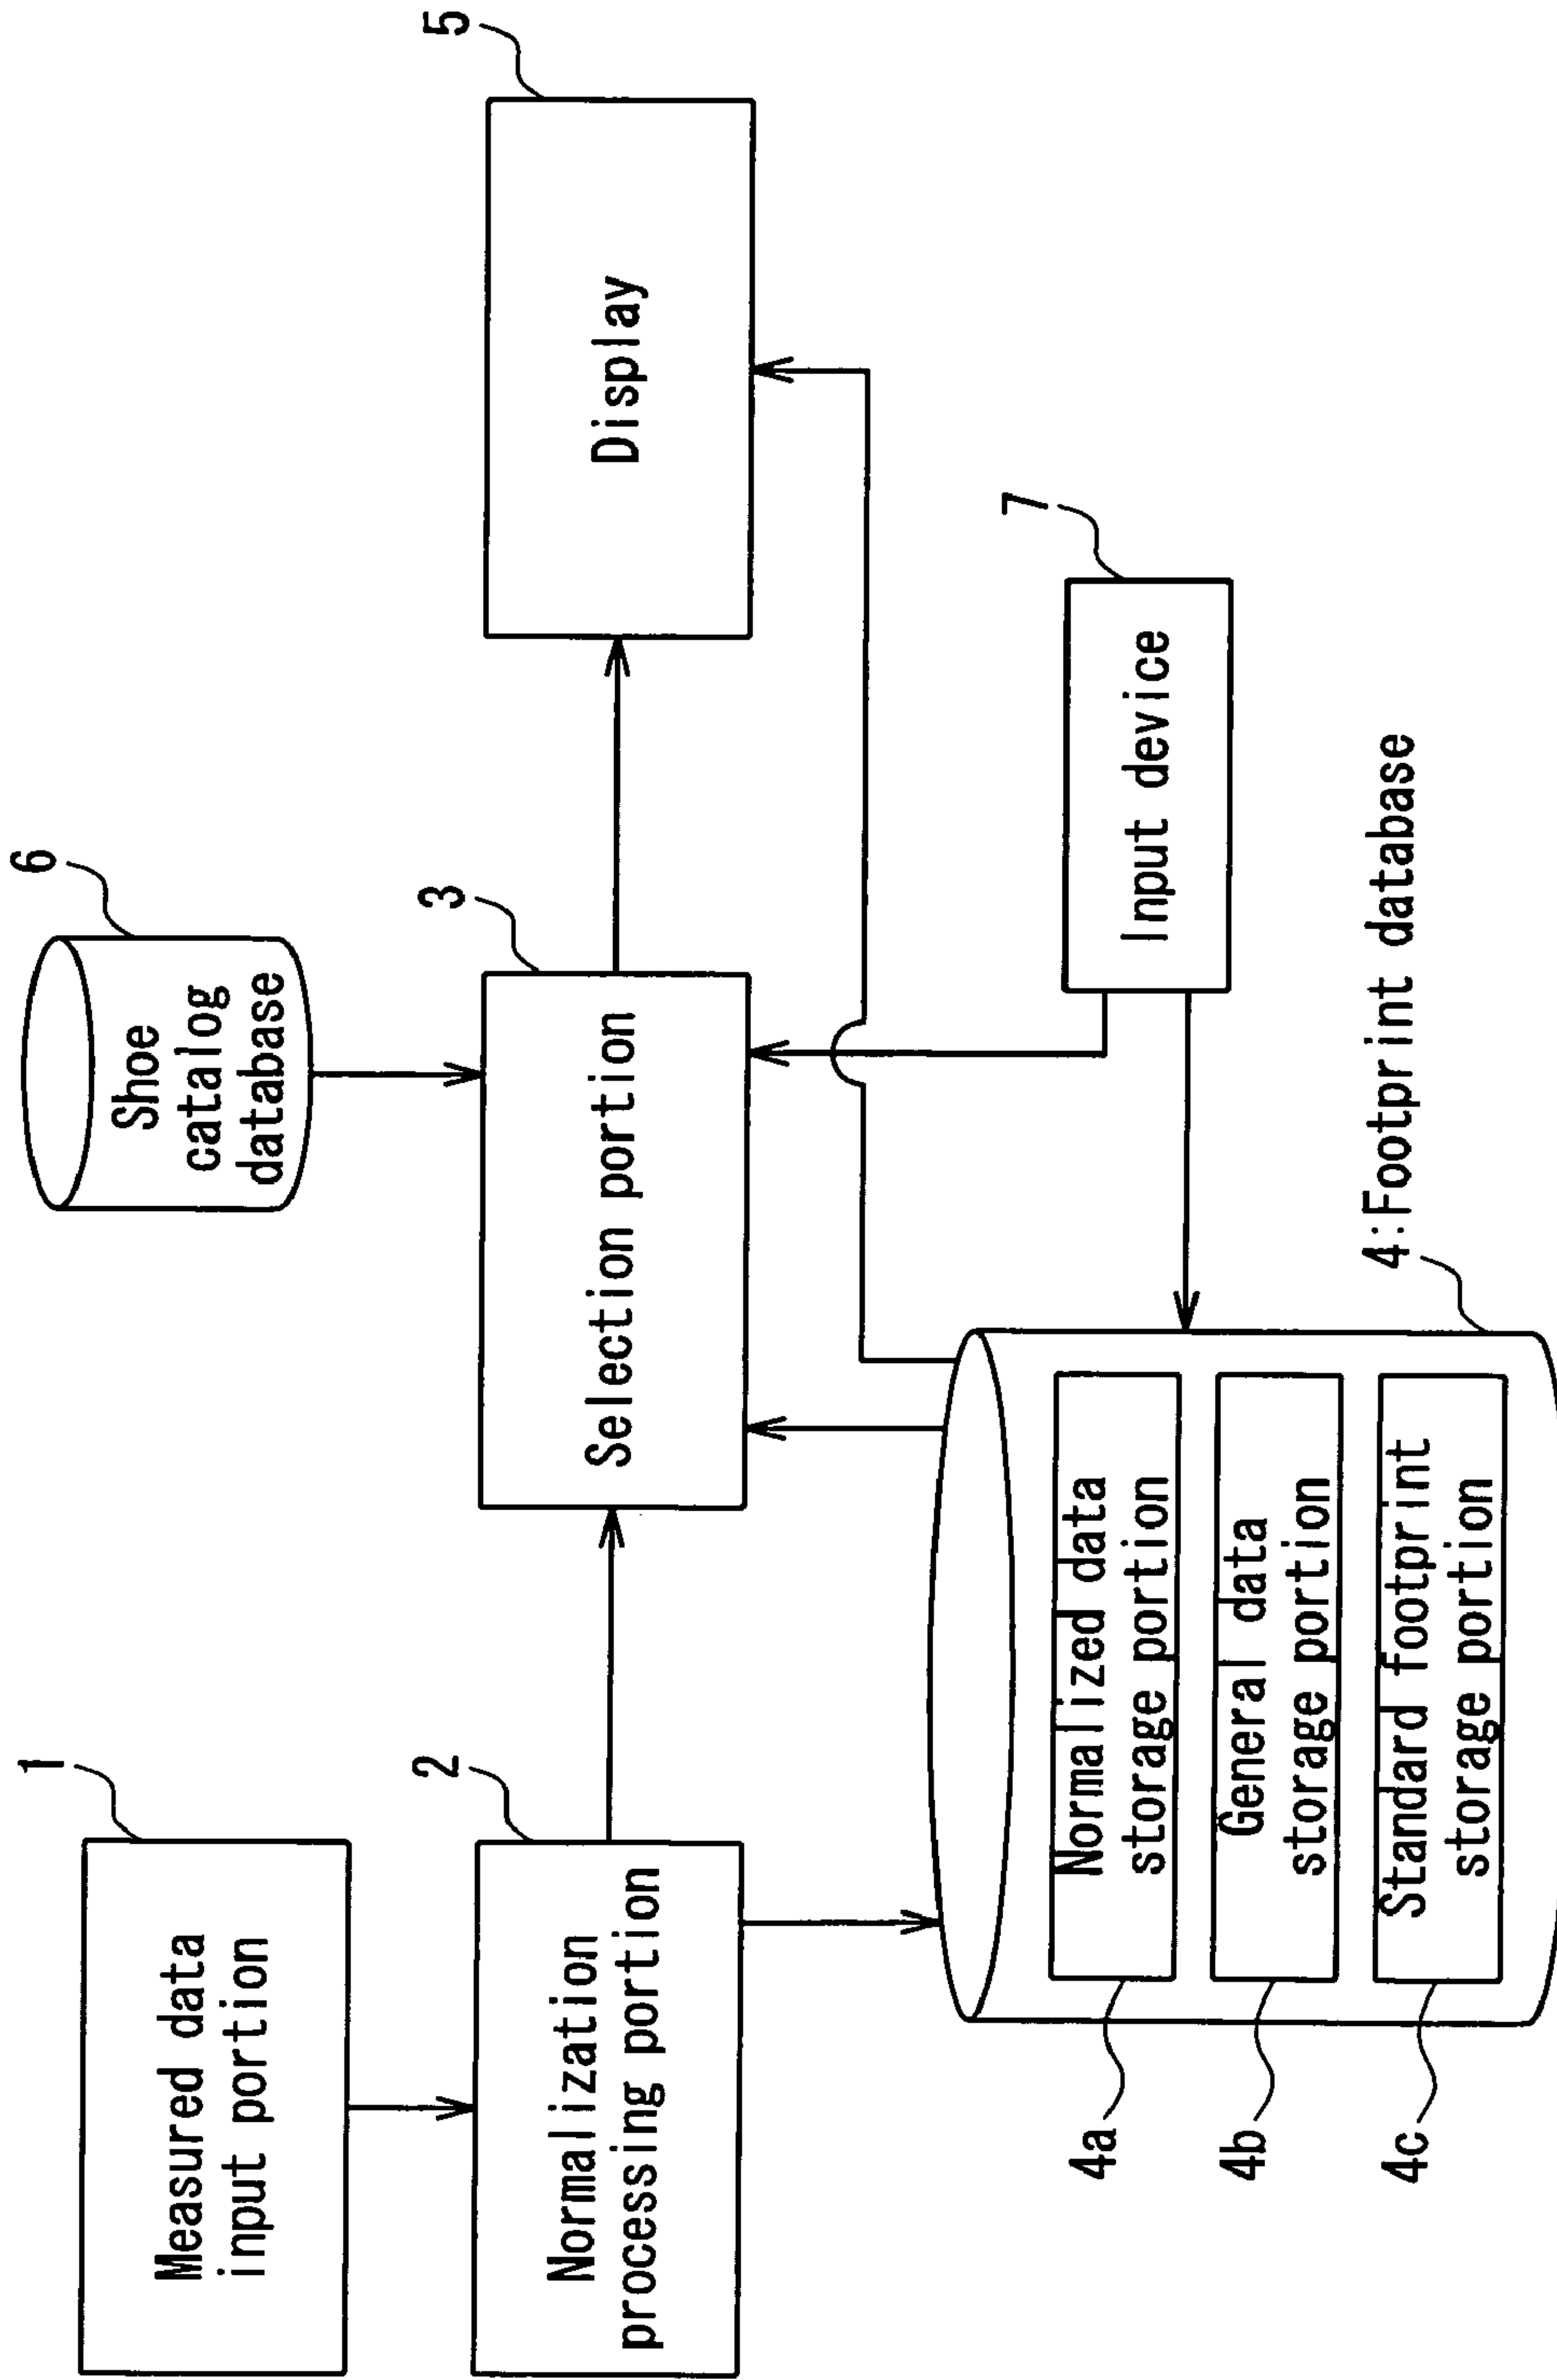 1
Measured data
input portion
2
Normalization
processing portion
6
Shoe
catalog
database
3
Selection portion
5
Display
7
Input device
4:Footprint database
4a
Normalized data
storage portion
4b
General data
storage portion
4c
Standard footprint
storage portion